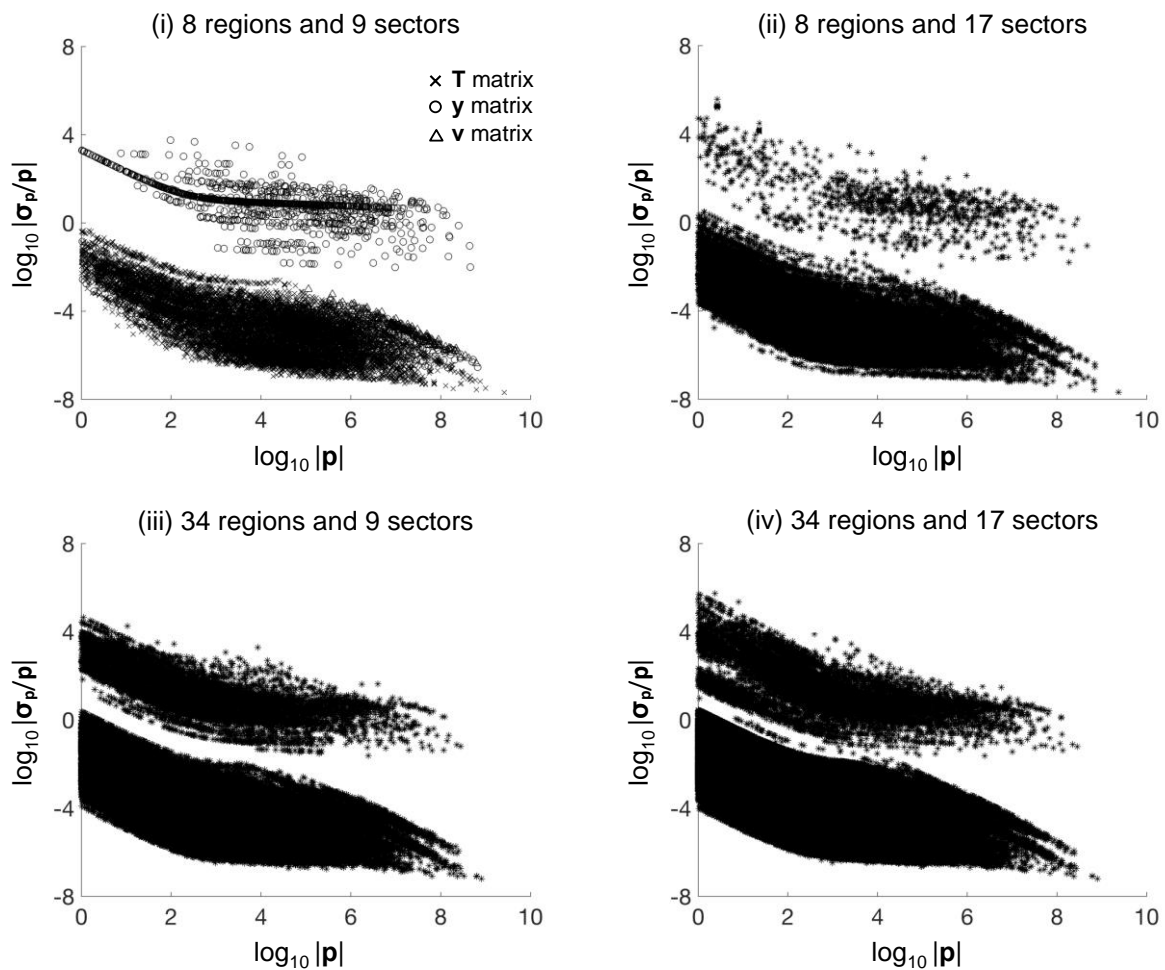 (i) 8 regions and 9 sectors
8
4
0
-4
-8
log₁₀|σₚ/p|
× T matrix
○ y matrix
△ v matrix
0 2 4 6 8 10
log₁₀|p|
(ii) 8 regions and 17 sectors
8
4
0
-4
-8
log₁₀|σₚ/p|
0 2 4 6 8 10
log₁₀|p|
(iii) 34 regions and 9 sectors
8
4
0
-4
-8
log₁₀|σₚ/p|
0 2 4 6 8 10
log₁₀|p|
(iv) 34 regions and 17 sectors
8
4
0
-4
-8
log₁₀|σₚ/p|
0 2 4 6 8 10
log₁₀|p|